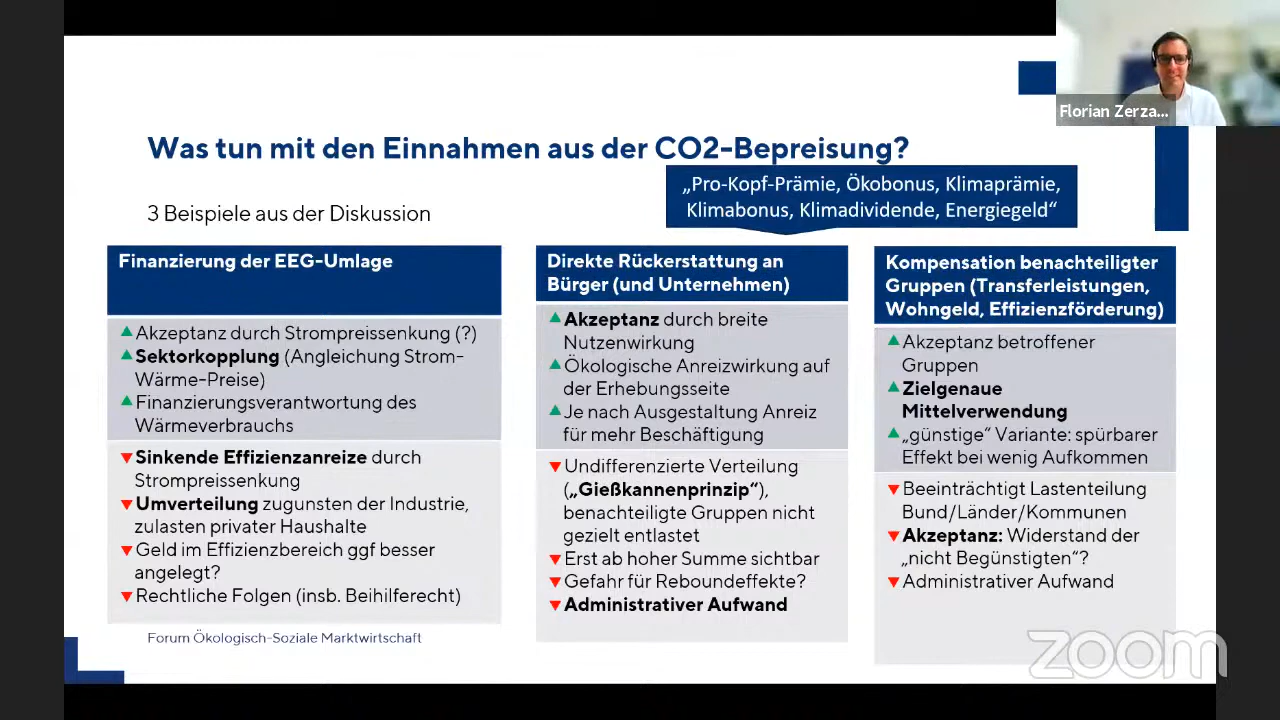 Florian Zerza...
Was tun mit den Einnahmen aus der CO2-Bepreisung?
„Pro-Kopf-Prämie, Ökobonus, Klimaprämie,
Klimabonus, Klimadividende, Energiegeld“
3 Beispiele aus der Diskussion
Finanzierung der EEG-Umlage
Akzeptanz durch Strompreissenkung (?)
Sektorkopplung (Angleichung Strom-
Wärme-Preise)
Finanzierungsverantwortung des
Wärmeverbrauchs
Sinkende Effizienzanreize durch
Strompreissenkung
Umverteilung zugunsten der Industrie,
zulasten privater Haushalte
Geld im Effizienzbereich ggf besser
angelegt?
Rechtliche Folgen (insb. Beihilferecht)
Direkte Rückerstattung an
Bürger (und Unternehmen)
Akzeptanz durch breite
Nutzenwirkung
Ökologische Anreizwirkung auf
der Erhebungsseite
Je nach Ausgestaltung Anreiz
für mehr Beschäftigung
Undifferenzierte Verteilung
(„Gießkannenprinzip“),
benachteiligte Gruppen nicht
gezielt entlastet
Erst ab hoher Summe sichtbar
Gefahr für Reboundeffekte?
Administrativer Aufwand
Kompensation benachteiligter
Gruppen (Transferleistungen,
Wohngeld, Effizienzförderung)
Akzeptanz betroffener
Gruppen
Zielgenaue
Mittelverwendung
„günstige“ Variante: spürbarer
Effekt bei wenig Aufkommen
Beeinträchtigt Lastenteilung
Bund/Länder/Kommunen
Akzeptanz: Widerstand der
„nicht Begünstigten“?
Administrativer Aufwand
Forum Ökologisch-Soziale Marktwirtschaft
zoom